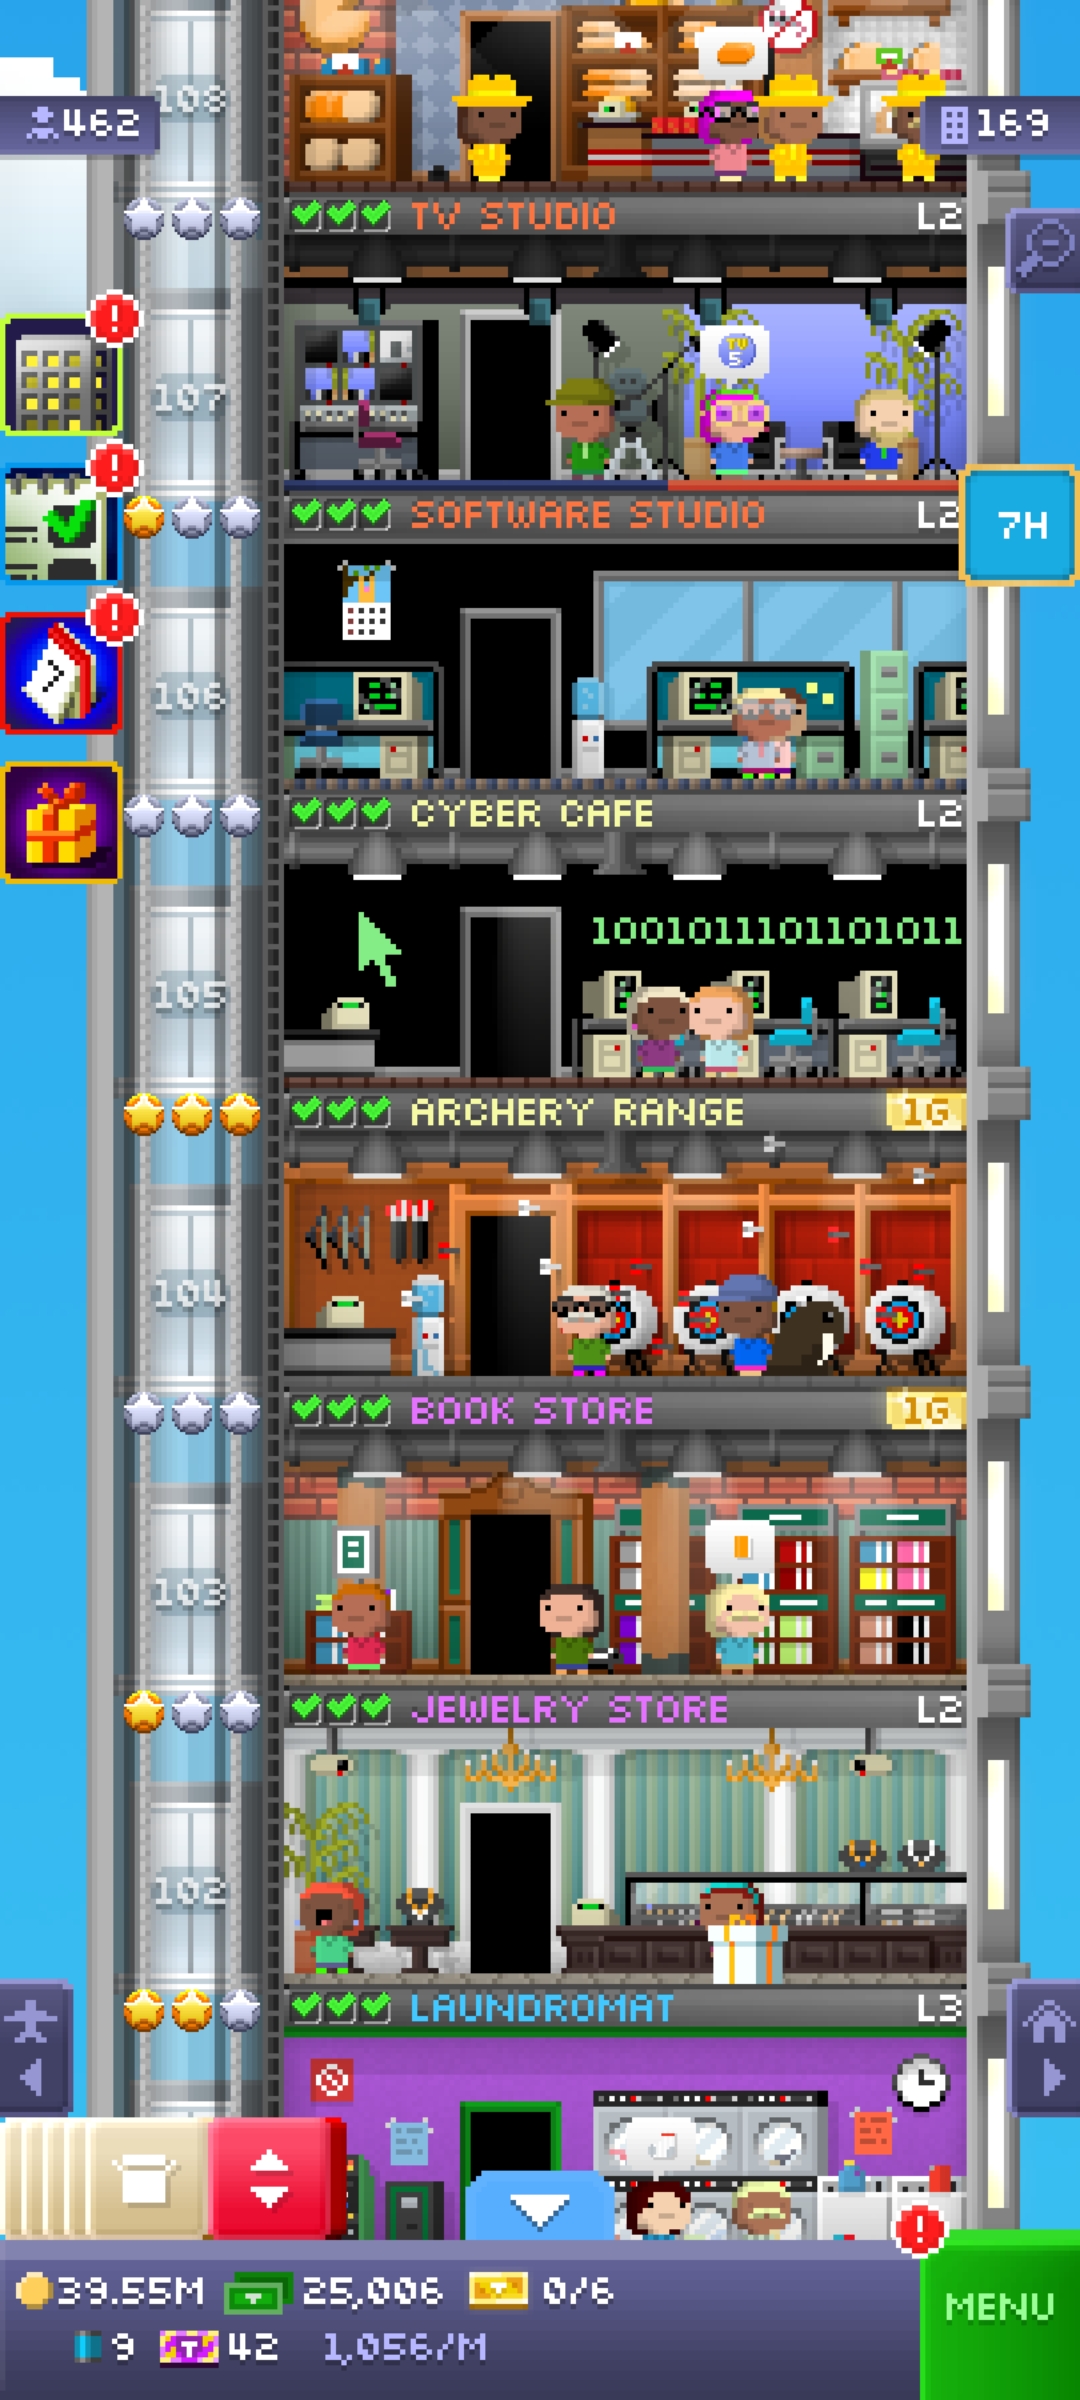 108
462
169
TV STUDIO
L2
TV
5
107
SOFTWARE STUDIO
L2
7H
106
CYBER CAFE
L2
1001011101101011
105
ARCHERY RANGE
1G
104
BOOK STORE
1G
103
JEWELRY STORE
L2
102
LAUNDROMAT
L3
39.55M
25,006
0/6
MENU
9
T
42
1,056/M